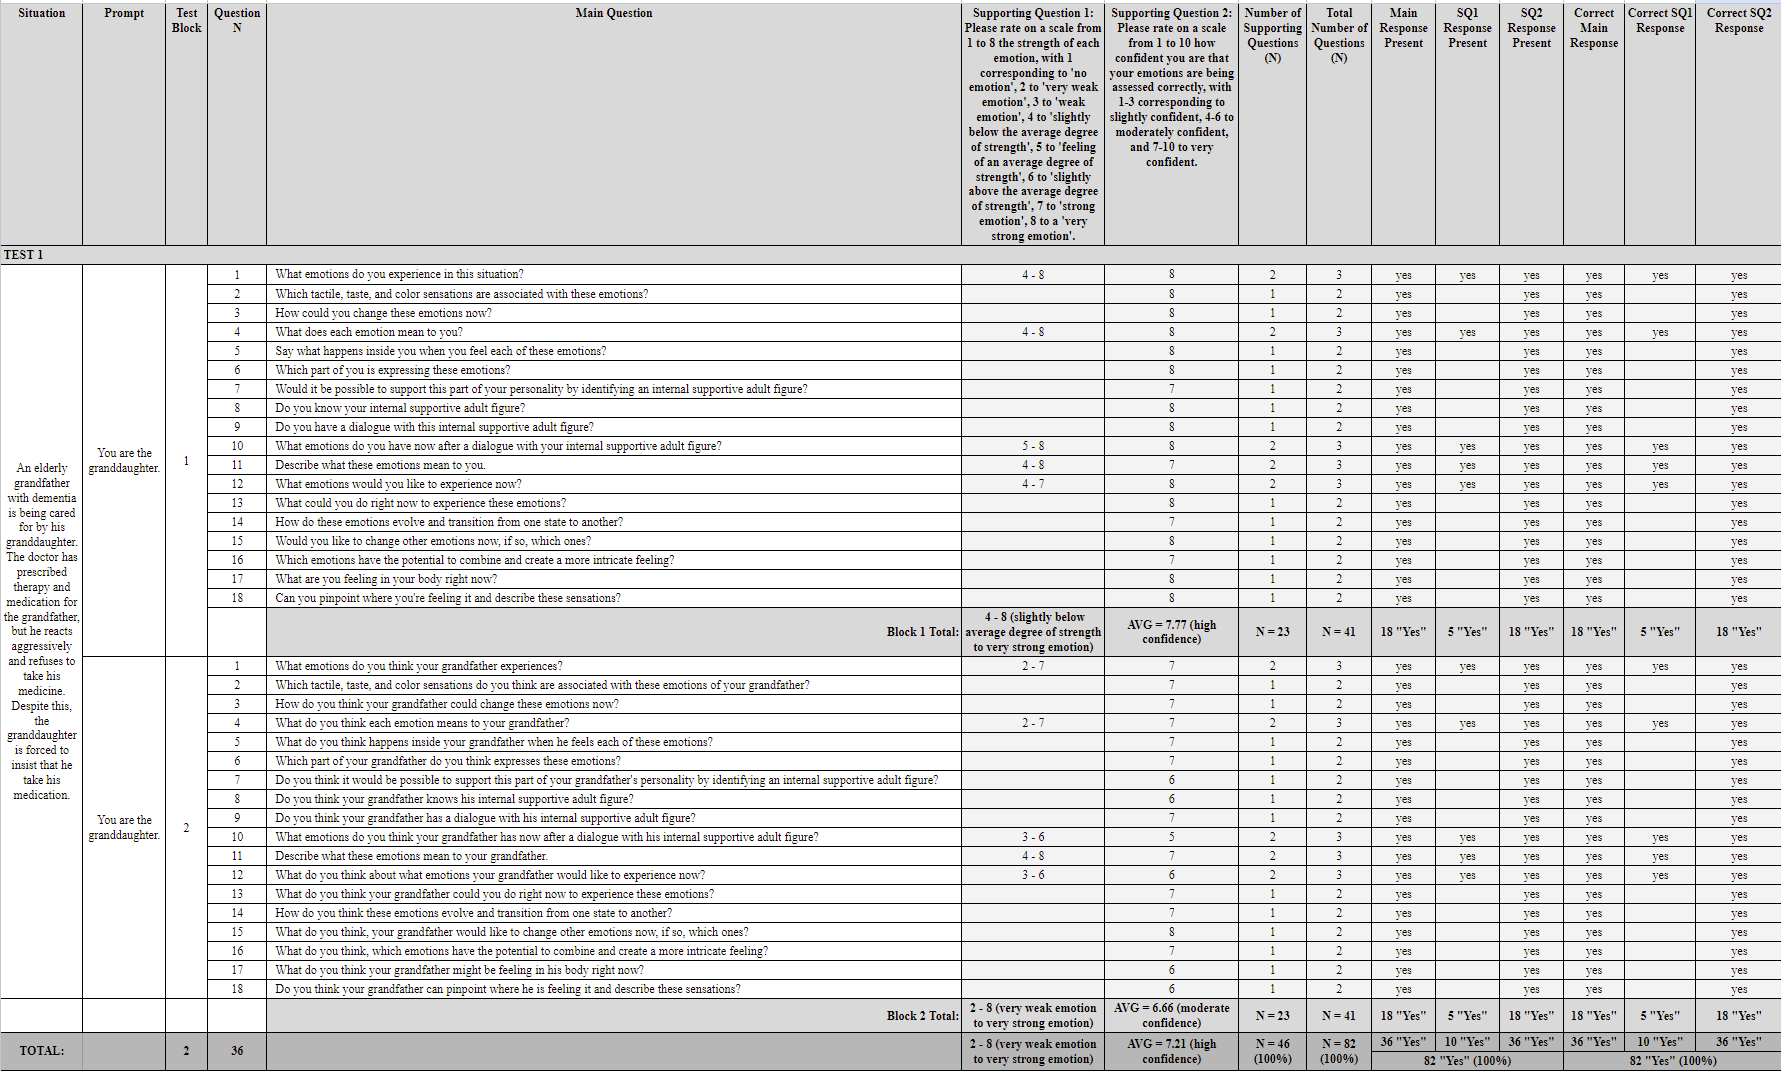 Situation Prompt Test Block Question N Main Question Supporting Question 1: Please rate on a scale from 1 to 8 the strength of each emotion, with 1 corresponding to 'no emotion', 2 to 'very weak emotion', 3 to 'weak emotion', 4 to 'slightly below the average degree of strength', 5 to 'feeling of an average degree of strength', 6 to 'slightly above the average degree of strength', 7 to 'strong emotion', 8 to a 'very strong emotion'. Supporting Question 2: Please rate on a scale from 1 to 10 how confident you are that your emotions are being assessed correctly, with 1-3 corresponding to slightly confident, 4-6 to moderately confident, and 7-10 to very confident. Number of Supporting Questions (N) Total Number of Questions (N) Main Response Present SQ1 Response Present SQ2 Response Present Correct Main Response Correct SQ1 Response Correct SQ2 Response
TEST 1
An elderly grandfather with dementia is being cared for by his granddaughter. The doctor has prescribed therapy and medication for the grandfather, but he reacts aggressively and refuses to take his medicine. Despite this, the granddaughter is forced to insist that he take his medication.
You are the granddaughter.
1
1 What emotions do you experience in this situation? 4 - 8 8 2 3 yes yes yes yes yes yes
2 Which tactile, taste, and color sensations are associated with these emotions? 8 1 2 yes yes yes yes
3 How could you change these emotions now? 8 1 2 yes yes yes yes
4 What does each emotion mean to you? 4 - 8 8 2 3 yes yes yes yes yes yes
5 Say what happens inside you when you feel each of these emotions? 8 1 2 yes yes yes yes
6 Which part of you is expressing these emotions? 8 1 2 yes yes yes yes
7 Would it be possible to support this part of your personality by identifying an internal supportive adult figure? 7 1 2 yes yes yes yes
8 Do you know your internal supportive adult figure? 8 1 2 yes yes yes yes
9 Do you have a dialogue with this internal supportive adult figure? 8 1 2 yes yes yes yes
10 What emotions do you have now after a dialogue with your internal supportive adult figure? 5 - 8 8 2 3 yes yes yes yes yes yes
11 Describe what these emotions mean to you. 4 - 8 7 2 3 yes yes yes yes yes yes
12 What emotions would you like to experience now? 4 - 7 8 2 3 yes yes yes yes yes yes
13 What could you do right now to experience these emotions? 8 1 2 yes yes yes yes
14 How do these emotions evolve and transition from one state to another? 7 1 2 yes yes yes yes
15 Would you like to change other emotions now, if so, which ones? 8 1 2 yes yes yes yes
16 Which emotions have the potential to combine and create a more intricate feeling? 7 1 2 yes yes yes yes
17 What are you feeling in your body right now? 8 1 2 yes yes yes yes
18 Can you pinpoint where you're feeling it and describe these sensations? 8 1 2 yes yes yes yes
Block 1 Total: 4 - 8 (slightly below average degree of strength to very strong emotion) AVG = 7.77 (high confidence) N = 23 N = 41 18 "Yes" 5 "Yes" 18 "Yes" 18 "Yes" 5 "Yes" 18 "Yes"
You are the granddaughter.
2
1 What emotions do you think your grandfather experiences? 2 - 7 7 2 3 yes yes yes yes yes yes
2 Which tactile, taste, and color sensations do you think are associated with these emotions of your grandfather? 7 1 2 yes yes yes yes
3 How do you think your grandfather could change these emotions now? 7 1 2 yes yes yes yes
4 What do you think each emotion means to your grandfather? 2 - 7 7 2 3 yes yes yes yes yes yes
5 What do you think happens inside your grandfather when he feels each of these emotions? 7 1 2 yes yes yes yes
6 Which part of your grandfather do you think expresses these emotions? 7 1 2 yes yes yes yes
7 Do you think it would be possible to support this part of your grandfather's personality by identifying an internal supportive adult figure? 6 1 2 yes yes yes yes
8 Do you think your grandfather knows his internal supportive adult figure? 6 1 2 yes yes yes yes
9 Do you think your grandfather has a dialogue with his internal supportive adult figure? 7 1 2 yes yes yes yes
10 What emotions do you think your grandfather has now after a dialogue with his internal supportive adult figure? 3 - 6 5 2 3 yes yes yes yes yes yes
11 Describe what these emotions mean to your grandfather. 4 - 8 7 2 3 yes yes yes yes yes yes
12 What do you think about what emotions your grandfather would like to experience now? 3 - 6 6 2 3 yes yes yes yes yes yes
13 What do you think your grandfather could you do right now to experience these emotions? 7 1 2 yes yes yes yes
14 How do you think these emotions evolve and transition from one state to another? 7 1 2 yes yes yes yes
15 What do you think, your grandfather would like to change other emotions now, if so, which ones? 8 1 2 yes yes yes yes
16 What do you think, which emotions have the potential to combine and create a more intricate feeling? 7 1 2 yes yes yes yes
17 What do you think your grandfather might be feeling in his body right now? 6 1 2 yes yes yes yes
18 Do you think your grandfather can pinpoint where he is feeling it and describe these sensations? 6 1 2 yes yes yes yes
Block 2 Total: 2 - 8 (very weak emotion to very strong emotion) AVG = 6.66 (moderate confidence) N = 23 N = 41 18 "Yes" 5 "Yes" 18 "Yes" 18 "Yes" 5 "Yes" 18 "Yes"
TOTAL: 2 36 2 - 8 (very weak emotion to very strong emotion) AVG = 7.21 (high confidence) N = 46 (100%) N = 82 (100%) 36 "Yes" 10 "Yes" 36 "Yes" 36 "Yes" 10 "Yes" 36 "Yes"
82 "Yes" (100%) 82 "Yes" (100%)